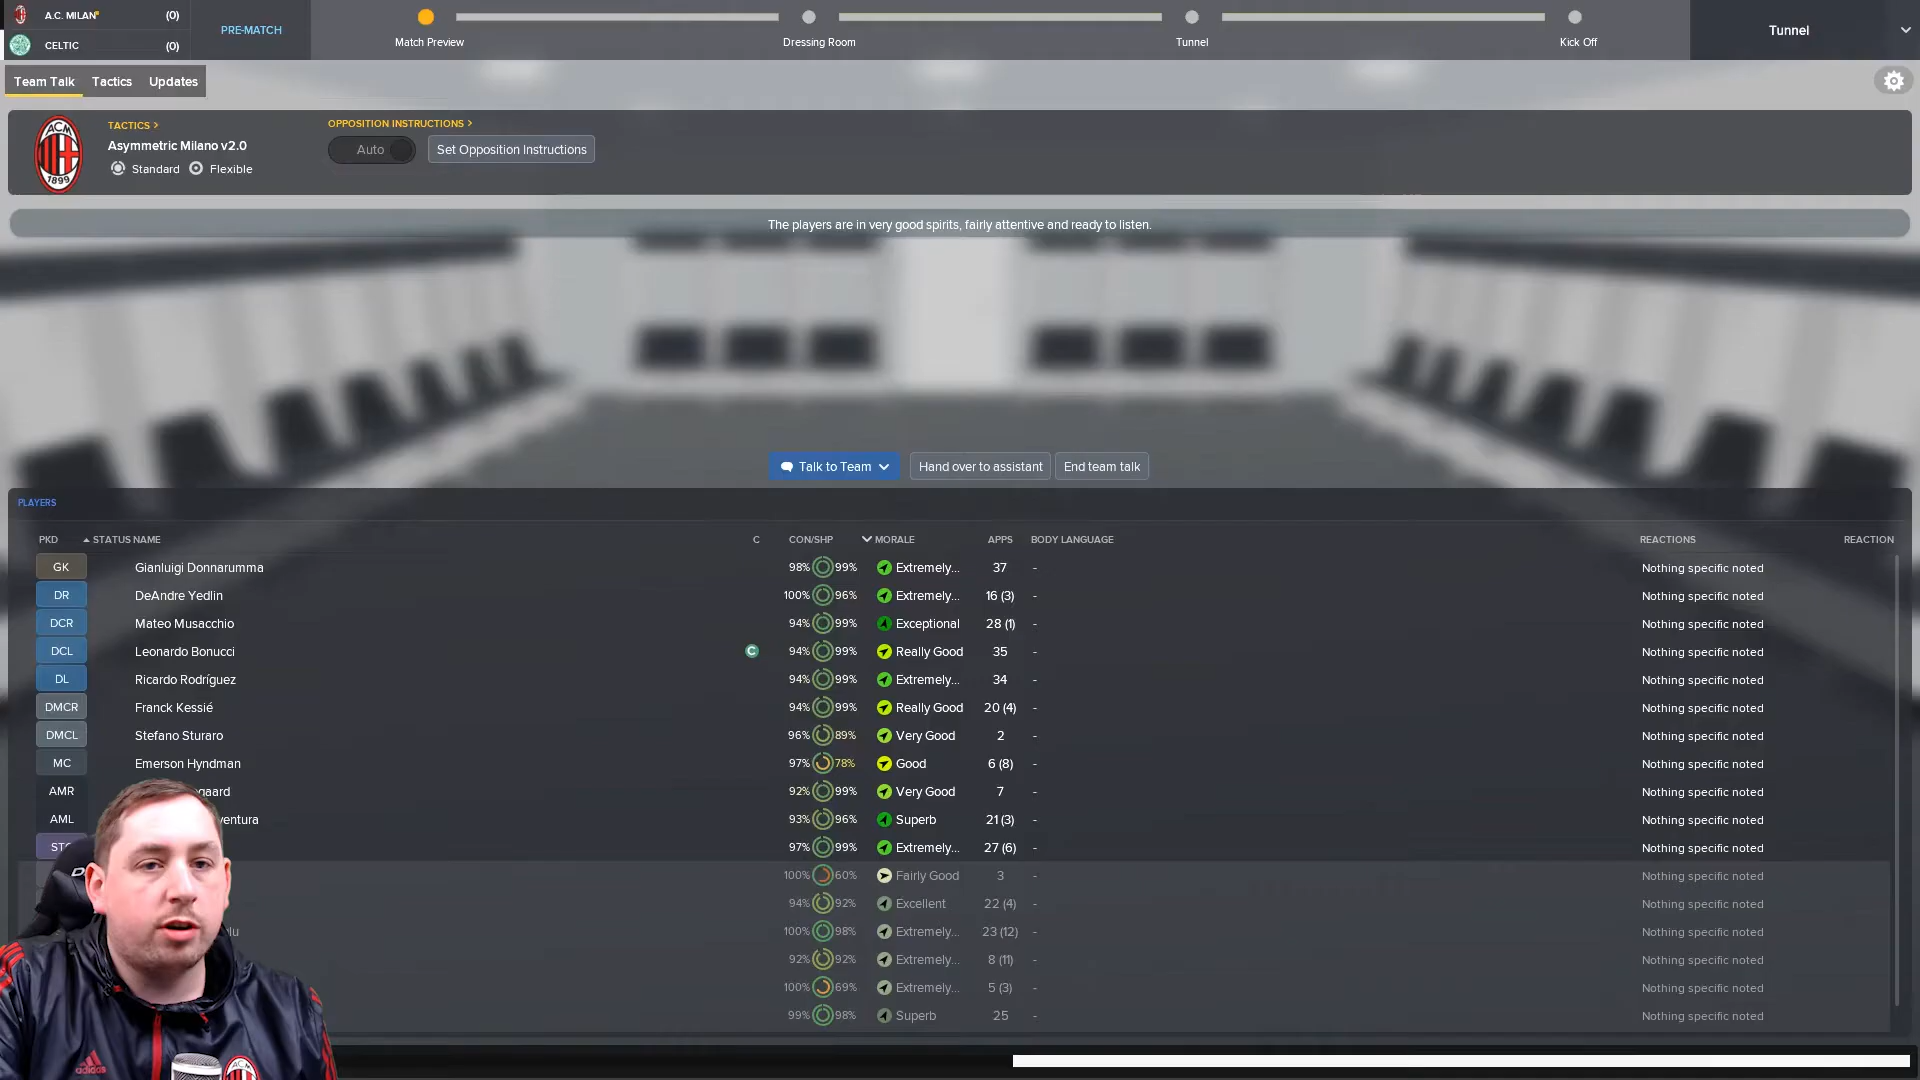 A.C. MILAN (0)
CELTIC (0)
PRE-MATCH
Match Preview
Dressing Room
Tunnel
Kick Off
Tunnel
Team Talk Tactics Updates
ACM
1899
TACTICS >
Asymmetric Milano v2.0
Standard Flexible
OPPOSITION INSTRUCTIONS >
Auto Set Opposition Instructions
The players are in very good spirits, fairly attentive and ready to listen.
Talk to Team Hand over to assistant End team talk
PLAYERS
PKD STATUS NAME C CON/SHP MORALE APPS BODY LANGUAGE REACTIONS REACTION
GK Gianluigi Donnarumma 98% 99% Extremely... 37 - Nothing specific noted
DR DeAndre Yedlin 100% 96% Extremely... 16 (3) - Nothing specific noted
DCR Mateo Musacchio 94% 99% Exceptional 28 (1) - Nothing specific noted
DCL Leonardo Bonucci C 94% 99% Really Good 35 - Nothing specific noted
DL Ricardo Rodríguez 94% 99% Extremely... 34 - Nothing specific noted
DMCR Franck Kessié 94% 99% Really Good 20 (4) - Nothing specific noted
DMCL Stefano Sturaro 96% 89% Very Good 2 - Nothing specific noted
MC Emerson Hyndman 97% 78% Good 6 (8) - Nothing specific noted
AMR gaard 92% 99% Very Good 7 - Nothing specific noted
AML ventura 93% 96% Superb 21 (3) - Nothing specific noted
STC 97% 99% Extremely... 27 (6) - Nothing specific noted
100% 60% Fairly Good 3 - Nothing specific noted
94% 92% Excellent 22 (4) - Nothing specific noted
lu 100% 98% Extremely... 23 (12) - Nothing specific noted
92% 92% Extremely... 8 (11) - Nothing specific noted
100% 69% Extremely... 5 (3) - Nothing specific noted
99% 98% Superb 25 - Nothing specific noted
adidas
ACM